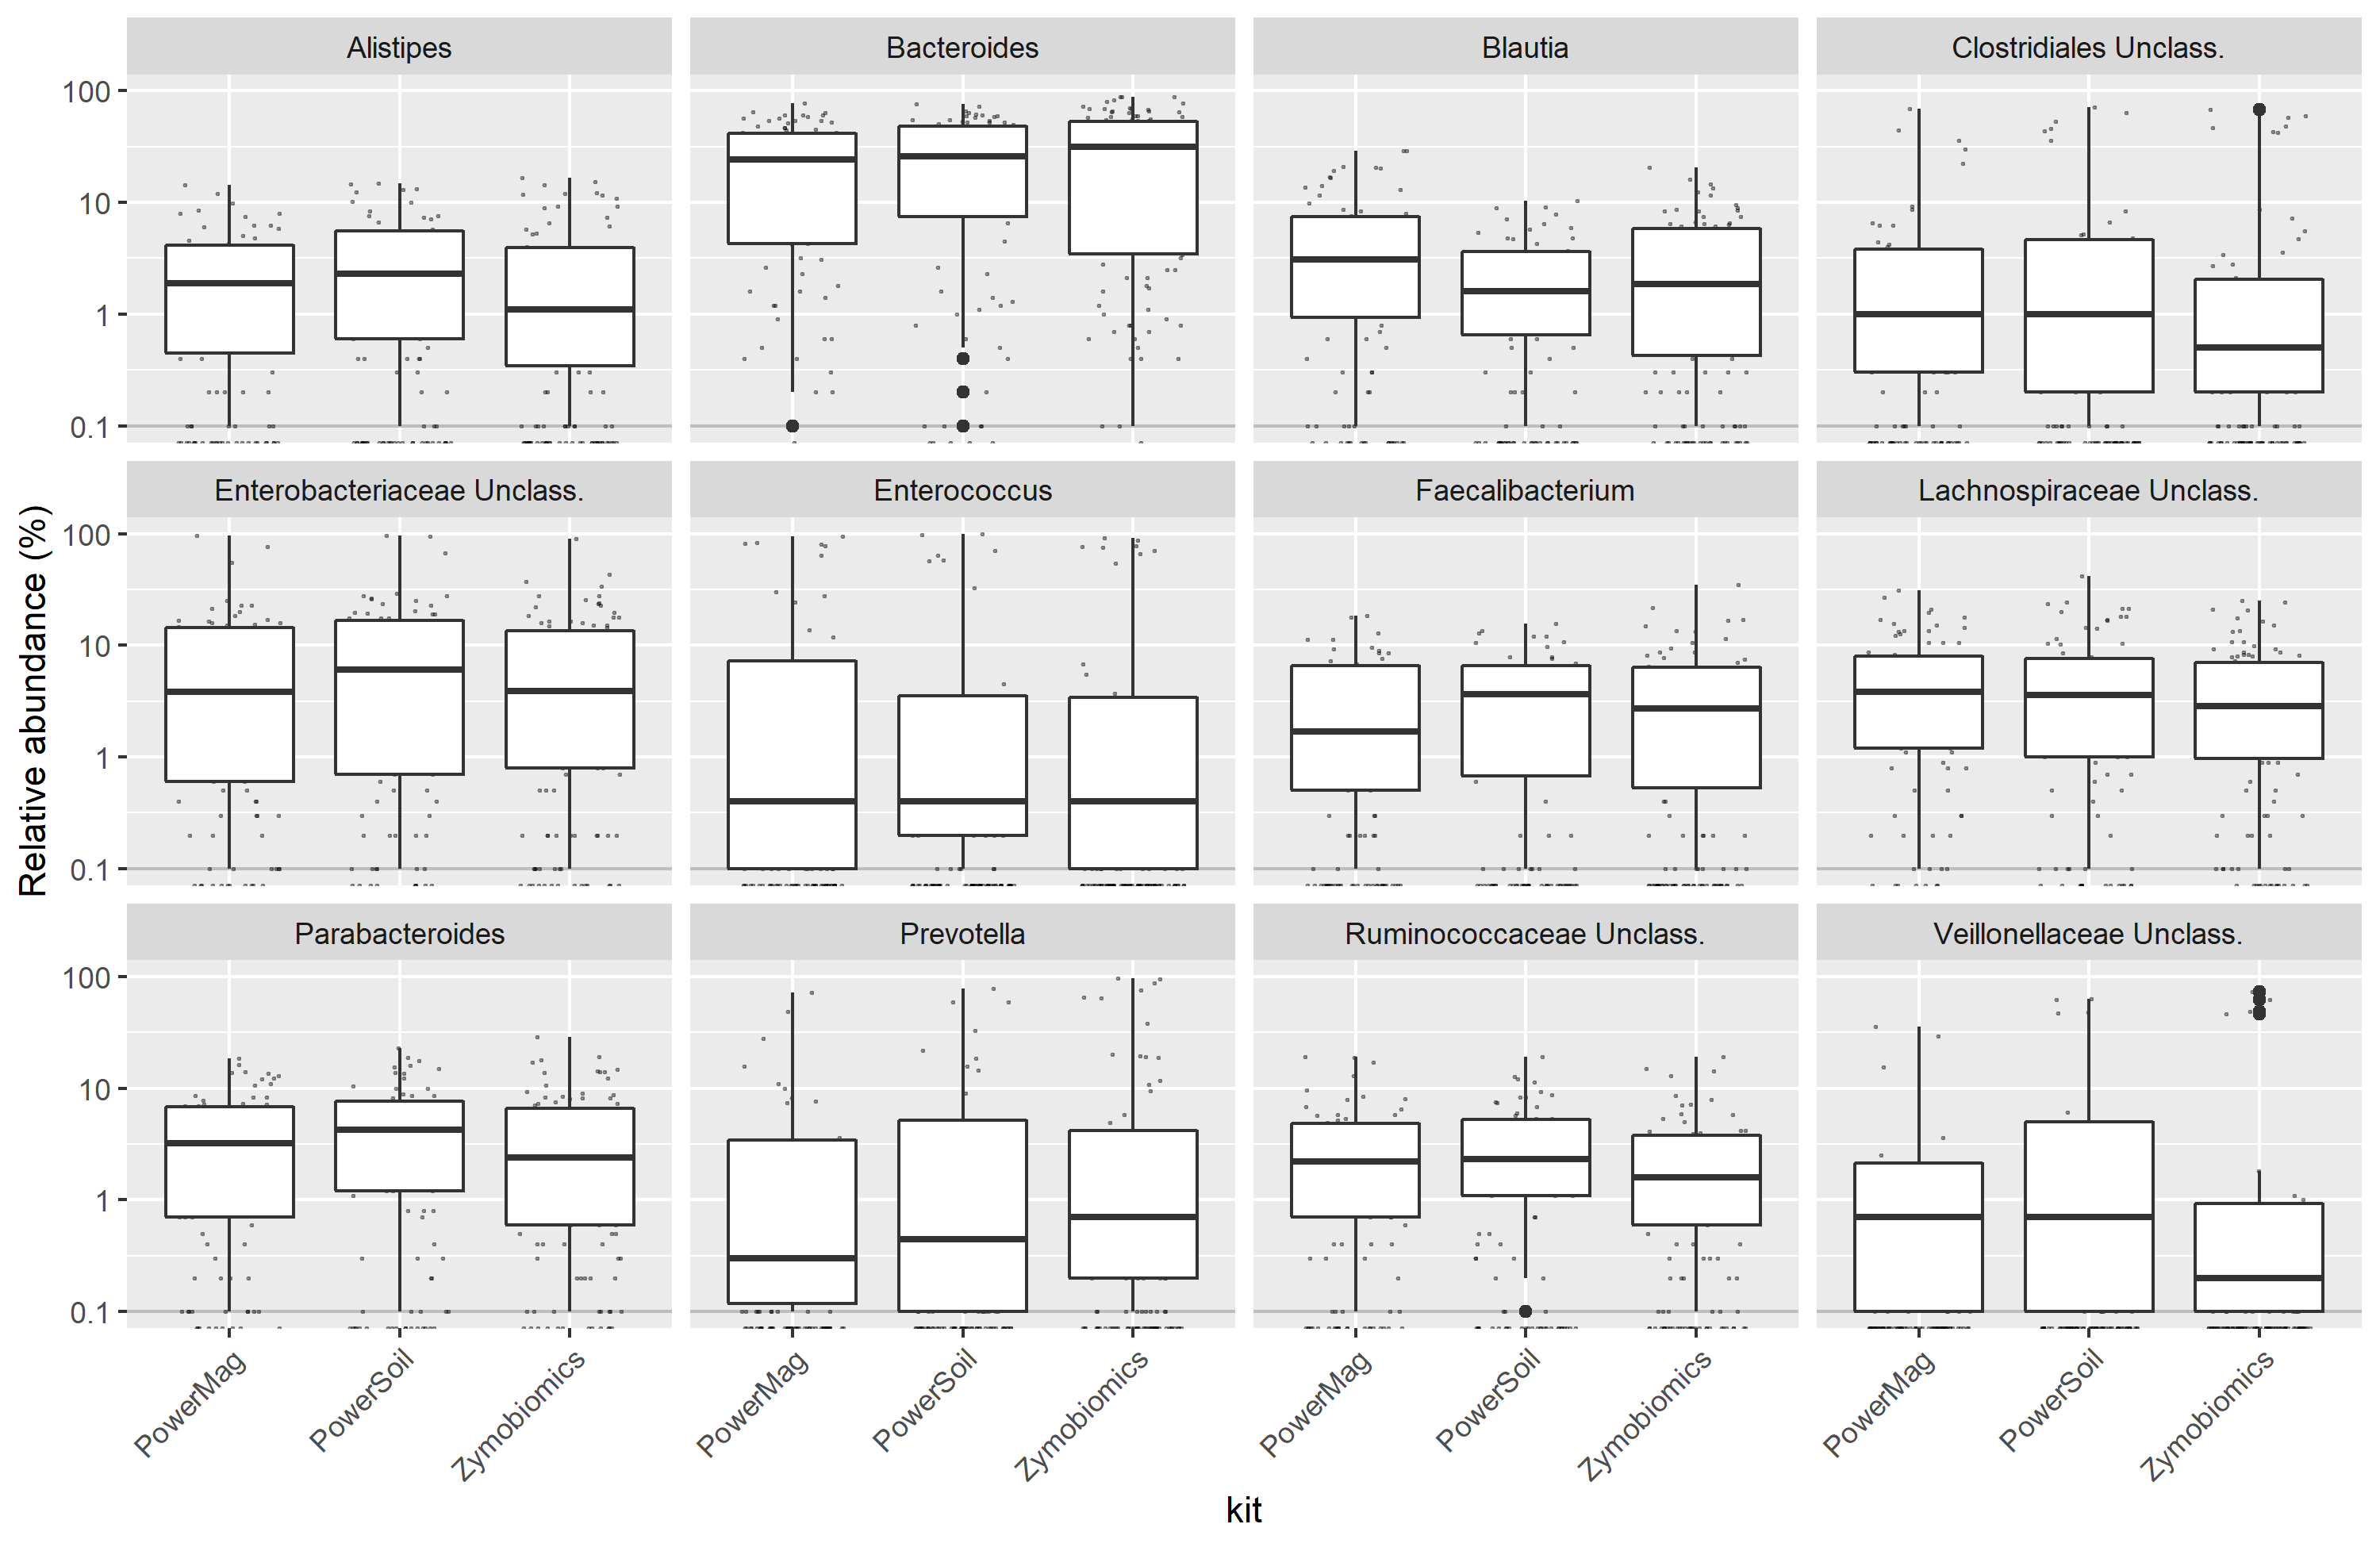 Alistipes
Bacteroides
Blautia
Clostridiales Unclass.
100
10
1
0.1
Enterobacteriaceae Unclass.
Enterococcus
Faecalibacterium
Lachnospiraceae Unclass.
100
10
1
0.1
Relative abundance (%)
Parabacteroides
Prevotella
Ruminococcaceae Unclass.
Veillonellaceae Unclass.
100
10
1
0.1
PowerMag
PowerSoil
Zymobiomics
PowerMag
PowerSoil
Zymobiomics
PowerMag
PowerSoil
Zymobiomics
PowerMag
PowerSoil
Zymobiomics
kit